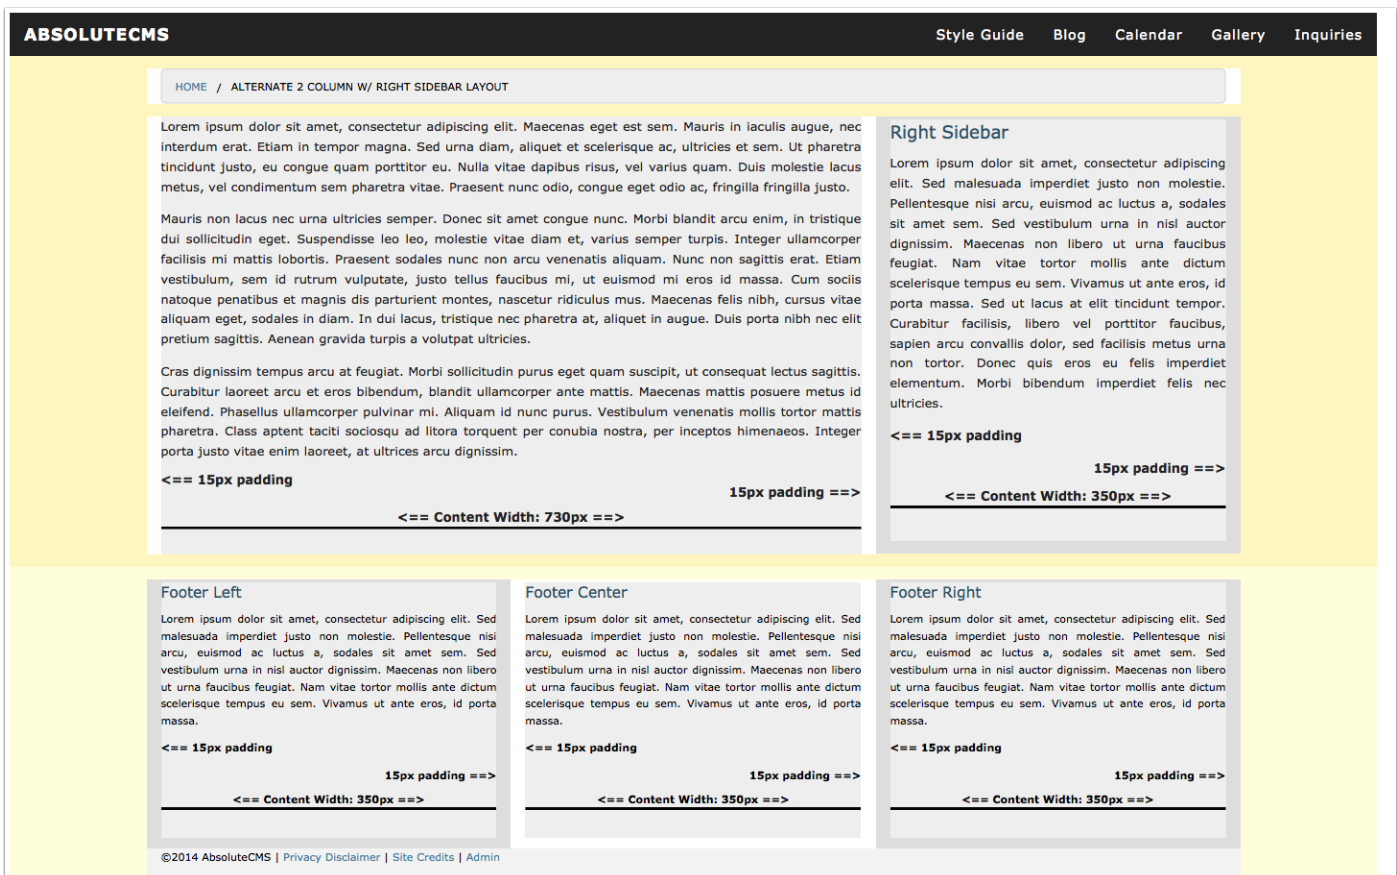 ABSOLUTECMS
Style Guide Blog Calendar Gallery Inquiries
HOME / ALTERNATE 2 COLUMN W/ RIGHT SIDEBAR LAYOUT
Lorem ipsum dolor sit amet, consectetur adipiscing elit. Maecenas eget est sem. Mauris in iaculis augue, nec
interdum erat. Etiam in tempor magna. Sed urna diam, aliquet et scelerisque ac, ultricies et sem. Ut pharetra
tincidunt justo, eu congue quam porttitor eu. Nulla vitae dapibus risus, vel varius quam. Duis molestie lacus
metus, vel condimentum sem pharetra vitae. Praesent nunc odio, congue eget odio ac, fringilla fringilla justo.
Mauris non lacus nec urna ultricies semper. Donec sit amet congue nunc. Morbi blandit arcu enim, in tristique
dui sollicitudin eget. Suspendisse leo leo, molestie vitae diam et, varius semper turpis. Integer ullamcorper
facilisis mi mattis lobortis. Praesent sodales nunc non arcu venenatis aliquam. Nunc non sagittis erat. Etiam
vestibulum, sem id rutrum vulputate, justo tellus faucibus mi, ut euismod mi eros id massa. Cum sociis
natoque penatibus et magnis dis parturient montes, nascetur ridiculus mus. Maecenas felis nibh, cursus vitae
aliquam eget, sodales in diam. In dui lacus, tristique nec pharetra at, aliquet in augue. Duis porta nibh nec elit
pretium sagittis. Aenean gravida turpis a volutpat ultricies.
Cras dignissim tempus arcu at feugiat. Morbi sollicitudin purus eget quam suscipit, ut consequat lectus sagittis.
Curabitur laoreet arcu et eros bibendum, blandit ullamcorper ante mattis. Maecenas mattis posuere metus id
eleifend. Phasellus ullamcorper pulvinar mi. Aliquam id nunc purus. Vestibulum venenatis mollis tortor mattis
pharetra. Class aptent taciti sociosqu ad litora torquent per conubia nostra, per inceptos himenaeos. Integer
porta justo vitae enim laoreet, at ultrices arcu dignissim.
<== 15px padding
15px padding ==>
<== Content Width: 730px ==>
Right Sidebar
Lorem ipsum dolor sit amet, consectetur adipiscing
elit. Sed malesuada imperdiet justo non molestie.
Pellentesque nisi arcu, euismod ac luctus a, sodales
sit amet sem. Sed vestibulum urna in nisl auctor
dignissim. Maecenas non libero ut urna faucibus
feugiat. Nam vitae tortor mollis ante dictum
scelerisque tempus eu sem. Vivamus ut ante eros, id
porta massa. Sed ut lacus at elit tincidunt tempor.
Curabitur facilisis, libero vel porttitor faucibus,
sapien arcu convallis dolor, sed facilisis metus urna
non tortor. Donec quis eros eu felis imperdiet
elementum. Morbi bibendum imperdiet felis nec
ultricies.
<== 15px padding
15px padding ==>
<== Content Width: 350px ==>
Footer Left
Lorem ipsum dolor sit amet, consectetur adipiscing elit. Sed
malesuada imperdiet justo non molestie. Pellentesque nisi
arcu, euismod ac luctus a, sodales sit amet sem. Sed
vestibulum urna in nisl auctor dignissim. Maecenas non libero
ut urna faucibus feugiat. Nam vitae tortor mollis ante dictum
scelerisque tempus eu sem. Vivamus ut ante eros, id porta
massa.
<== 15px padding
15px padding ==>
<== Content Width: 350px ==>
Footer Center
Lorem ipsum dolor sit amet, consectetur adipiscing elit. Sed
malesuada imperdiet justo non molestie. Pellentesque nisi
arcu, euismod ac luctus a, sodales sit amet sem. Sed
vestibulum urna in nisl auctor dignissim. Maecenas non libero
ut urna faucibus feugiat. Nam vitae tortor mollis ante dictum
scelerisque tempus eu sem. Vivamus ut ante eros, id porta
massa.
<== 15px padding
15px padding ==>
<== Content Width: 350px ==>
Footer Right
Lorem ipsum dolor sit amet, consectetur adipiscing elit. Sed
malesuada imperdiet justo non molestie. Pellentesque nisi
arcu, euismod ac luctus a, sodales sit amet sem. Sed
vestibulum urna in nisl auctor dignissim. Maecenas non libero
ut urna faucibus feugiat. Nam vitae tortor mollis ante dictum
scelerisque tempus eu sem. Vivamus ut ante eros, id porta
massa.
<== 15px padding
15px padding ==>
<== Content Width: 350px ==>
©2014 AbsoluteCMS | Privacy Disclaimer | Site Credits | Admin